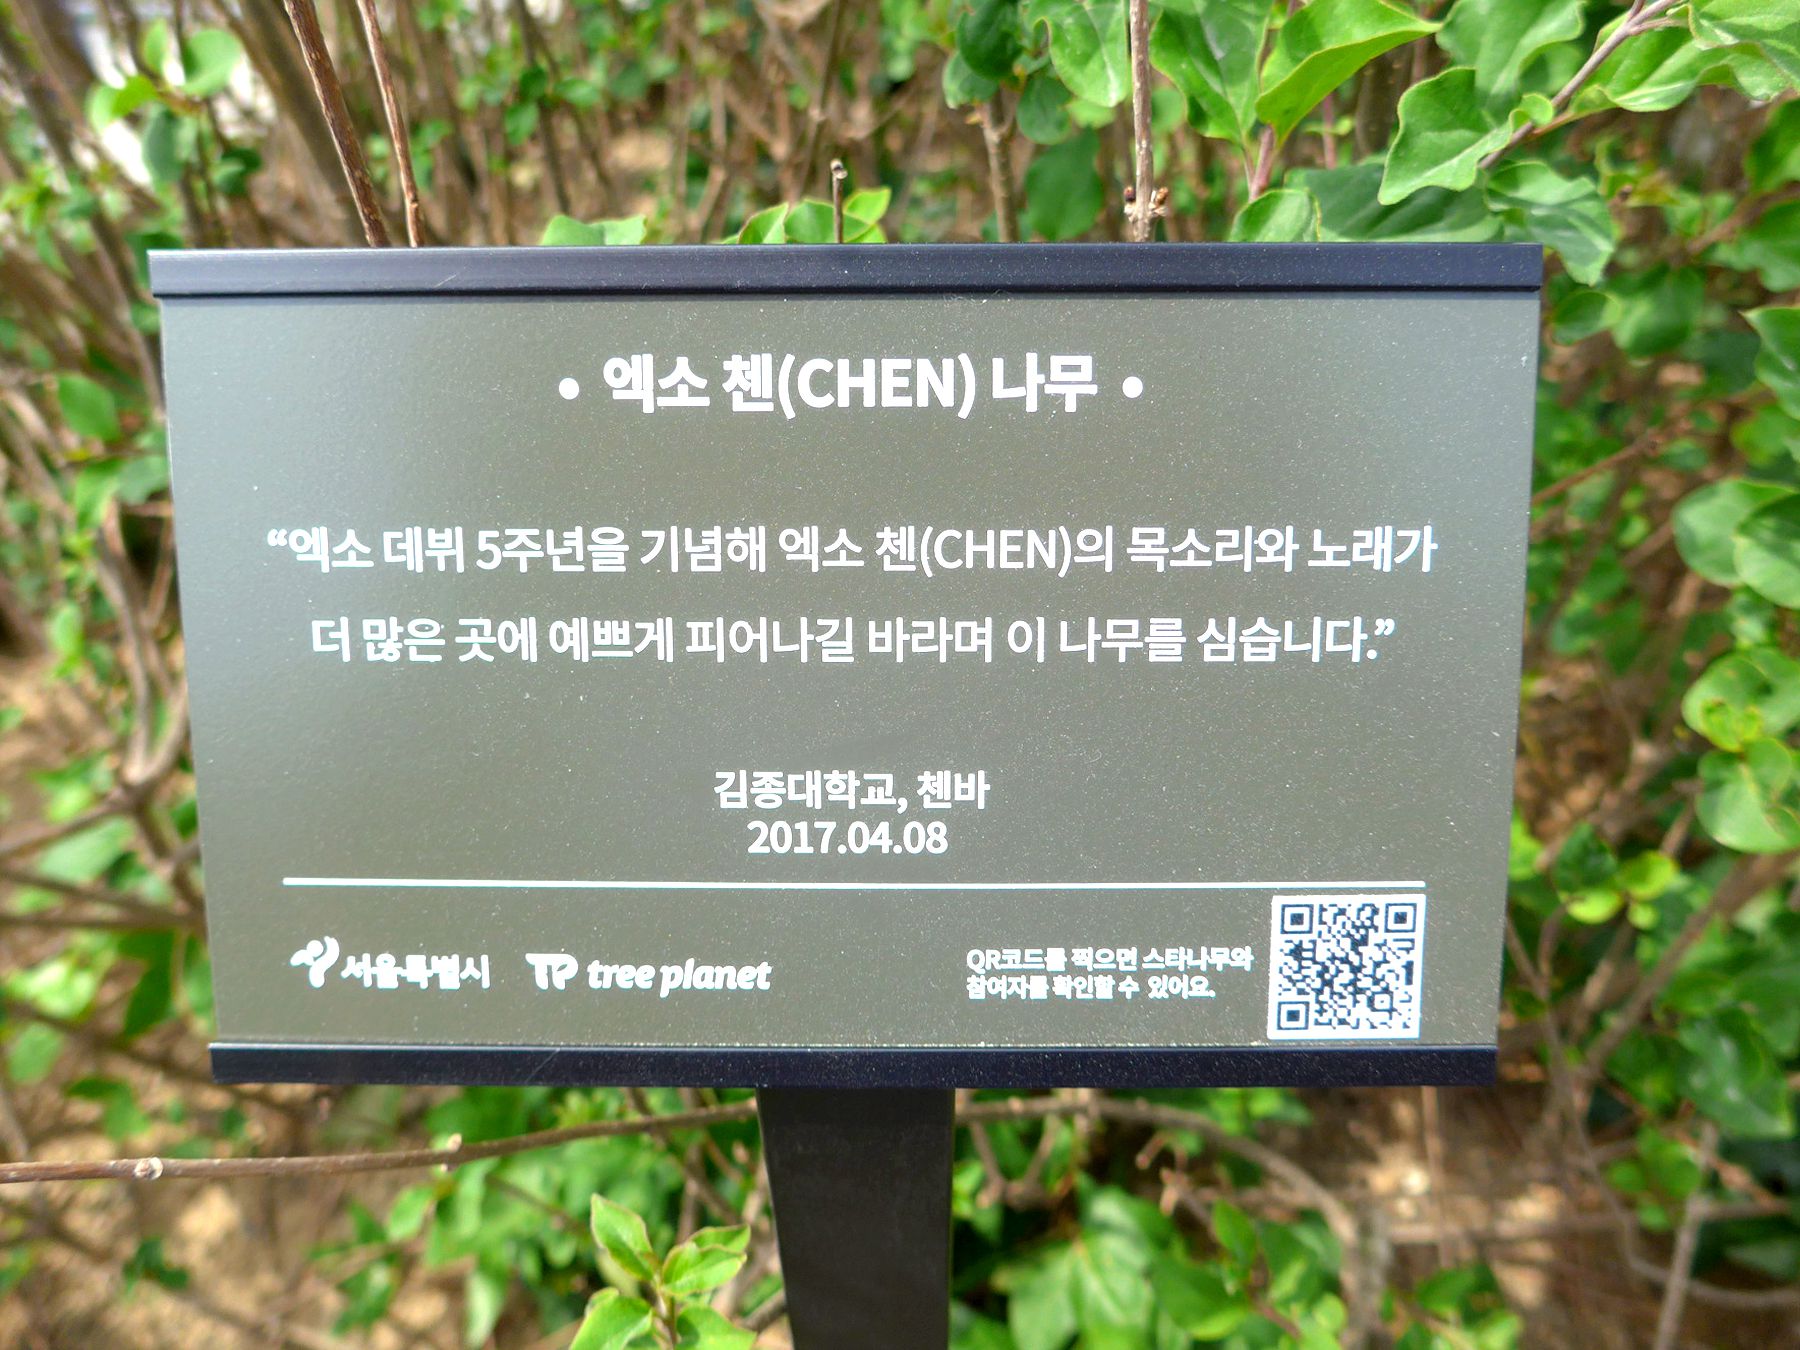 • 엑소 첸(CHEN) 나무 •
“엑소 데뷔 5주년을 기념해 엑소 첸(CHEN)의 목소리와 노래가
더 많은 곳에 예쁘게 피어나길 바라며 이 나무를 심습니다.”
김종대학교, 첸바
2017.04.08
서울특별시
TP tree planet
QR코드를 찍으면 스타나무와
참여자를 확인할 수 있어요.